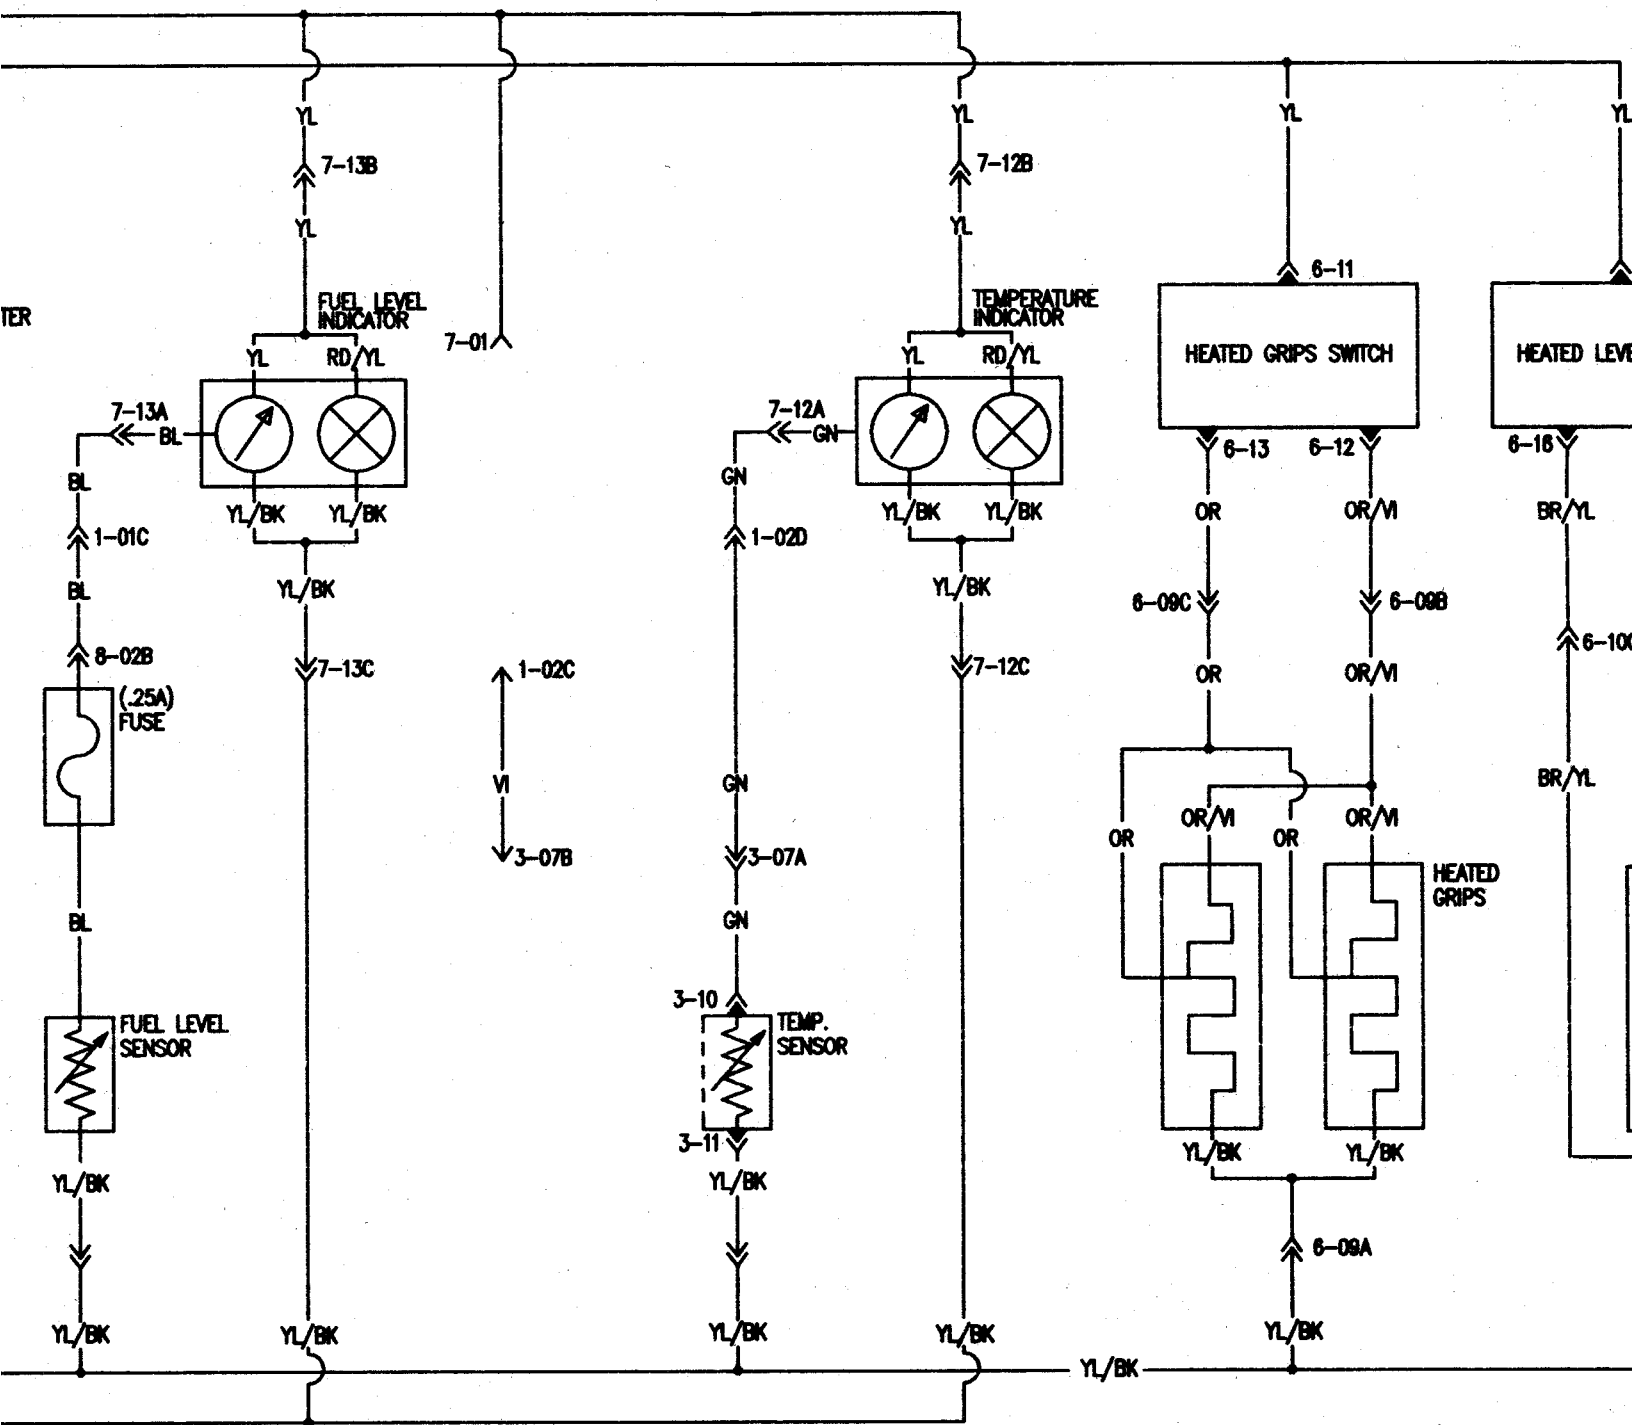 YL
YL
YL
YL
7-13B
7-12B
YL
YL
6-11
FUEL LEVEL
INDICATOR
TEMPERATURE
INDICATOR
TER
7-01
YL
RD/YL
YL
RD/YL
HEATED GRIPS SWITCH
HEATED LEVE
7-13A
BL
7-12A
GN
6-13
6-12
6-16
BL
GN
YL/BK
YL/BK
YL/BK
YL/BK
OR
OR/VI
BR/YL
1-01C
1-02D
BL
YL/BK
YL/BK
6-09C
6-09B
8-02B
7-13C
1-02C
7-12C
6-10C
OR
OR/VI
(.25A)
FUSE
VI
GN
BR/YL
OR
OR/VI
OR
OR/VI
3-07B
3-07A
HEATED
GRIPS
BL
GN
3-10
FUEL LEVEL
SENSOR
TEMP.
SENSOR
3-11
YL/BK
YL/BK
YL/BK
YL/BK
6-09A
YL/BK
YL/BK
YL/BK
YL/BK
YL/BK
YL/BK